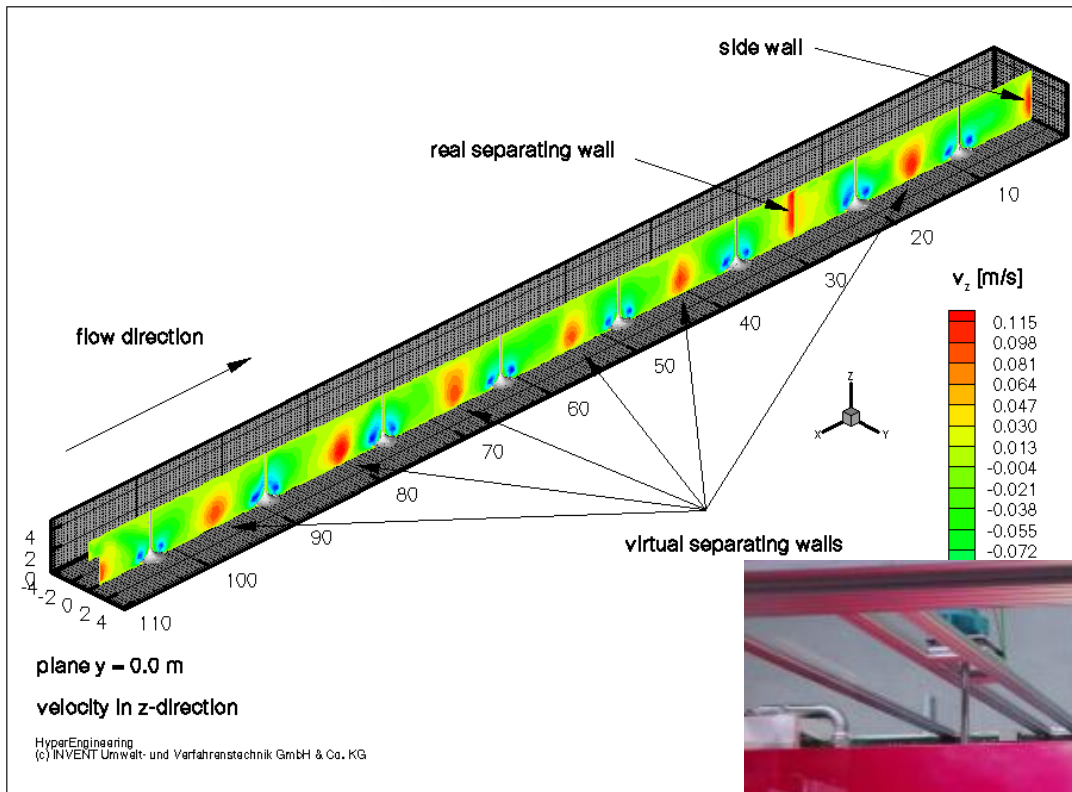 side wall
real separating wall
10
20
30
v_z [m/s]
flow direction
40
0.115
0.098
50
0.081
0.064
60
z
0.047
x
Y
0.030
70
0.013
-0.004
80
-0.021
4
-0.038
2
90
-0.055
0
virtual separating walls
-0.072
-4
-2
0
2
4
100
110
plane y = 0.0 m
velocity in z-direction
HyperEngineering
(c) INVENT Umwelt- und Verfahrenstechnik GmbH & Co. KG